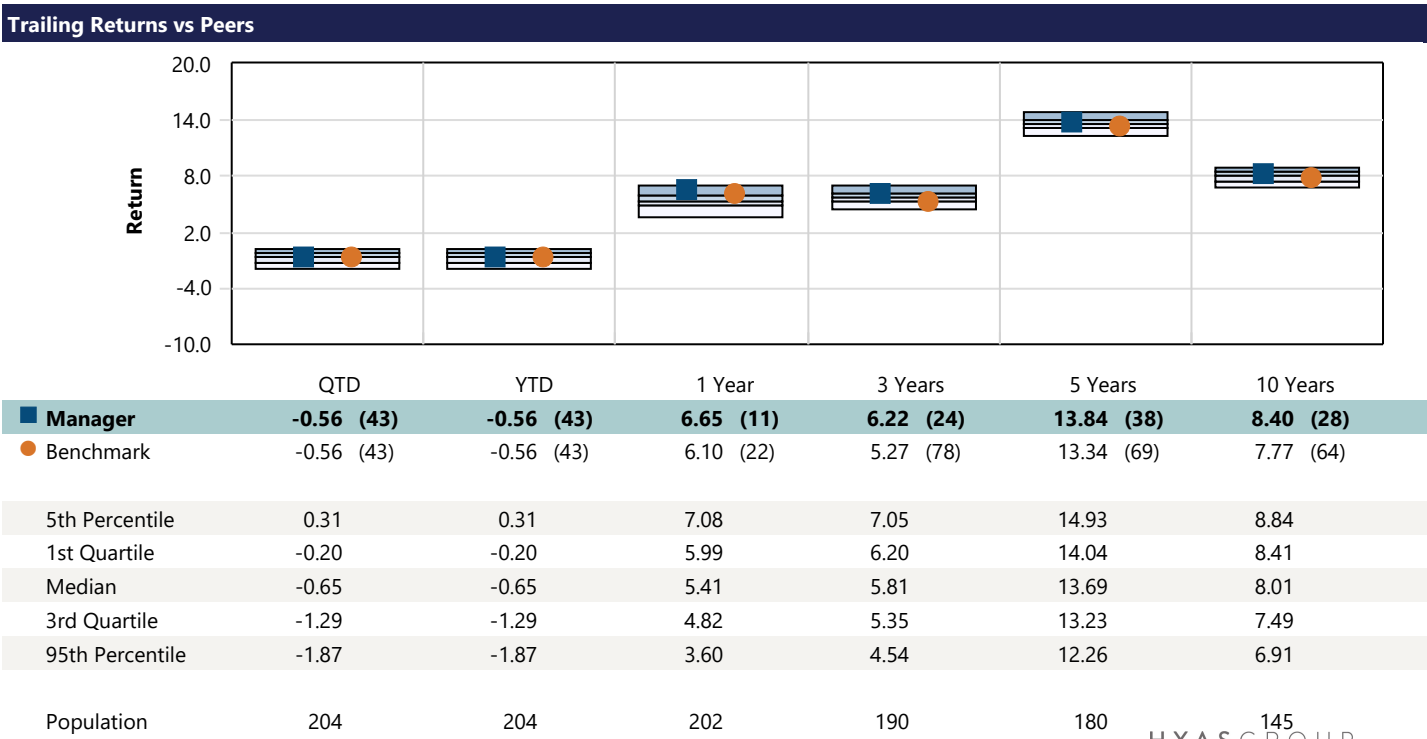 Trailing Returns vs Peers
20.0
14.0
8.0
2.0
-4.0
-10.0
Return
QTD YTD 1 Year 3 Years 5 Years 10 Years
Manager -0.56 (43) -0.56 (43) 6.65 (11) 6.22 (24) 13.84 (38) 8.40 (28)
Benchmark -0.56 (43) -0.56 (43) 6.10 (22) 5.27 (78) 13.34 (69) 7.77 (64)
5th Percentile 0.31 0.31 7.08 7.05 14.93 8.84
1st Quartile -0.20 -0.20 5.99 6.20 14.04 8.41
Median -0.65 -0.65 5.41 5.81 13.69 8.01
3rd Quartile -1.29 -1.29 4.82 5.35 13.23 7.49
95th Percentile -1.87 -1.87 3.60 4.54 12.26 6.91
Population 204 204 202 190 180 145
HYASGROUP